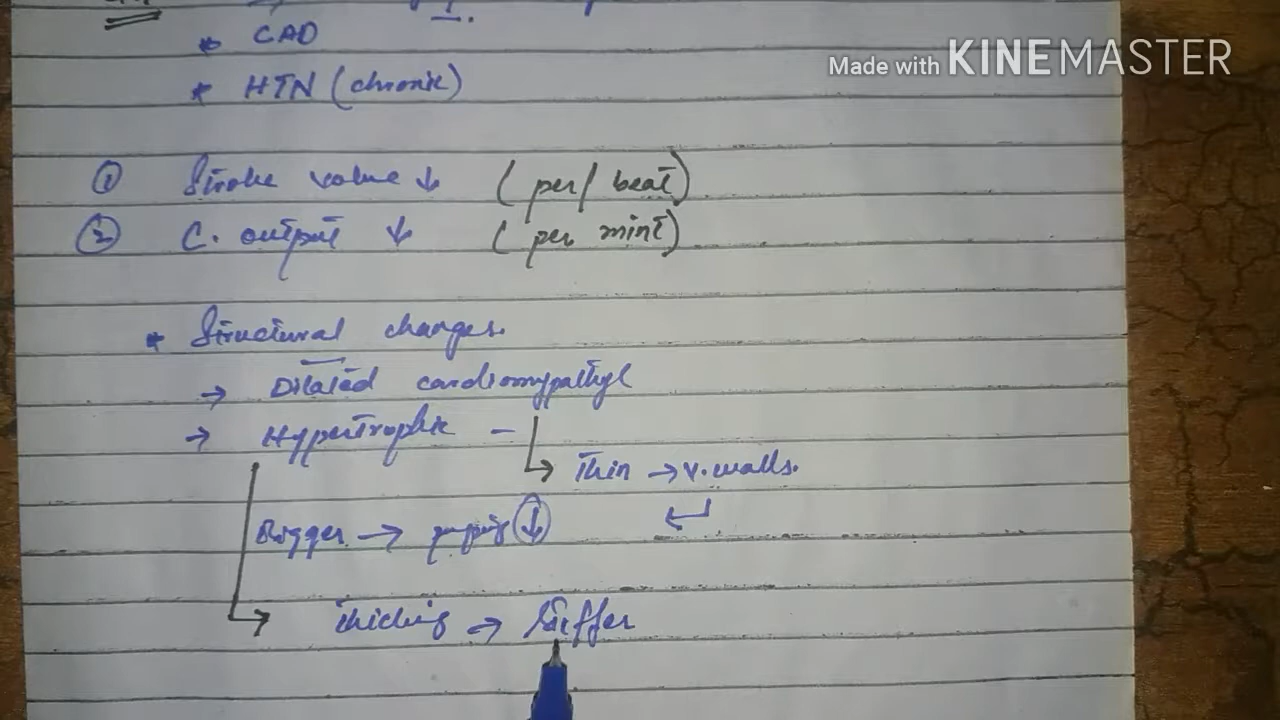 * CAD
Made with KINEMASTER
* HTN (chronic)
① Stroke volume ↓ (per/beat)
② C. output ↓ (per mint)
* Structural changes.
→ Dilated cardiomypathy
→ Hypertrophic –
Thin → v. walls.
Bigger → pumping ↓
thicking → Stiffer